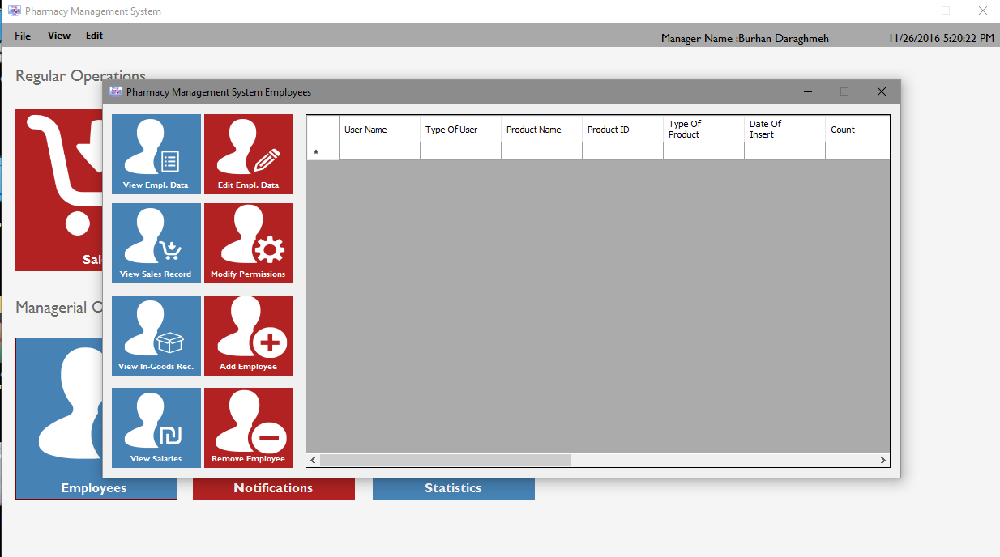 Pharmacy Management System
File View Edit
Manager Name :Burhan Daraghmeh 11/26/2016 5:20:22 PM
Regular Operations
Pharmacy Management System Employees
View Empl. Data
Edit Empl. Data
View Sales Record
Modify Permissions
View In-Goods Rec.
Add Employee
View Salaries
Remove Employee
User Name
Type Of User
Product Name
Product ID
Type Of
Product
Date Of
Insert
Count
*
Managerial
Employees
Notifications
Statistics